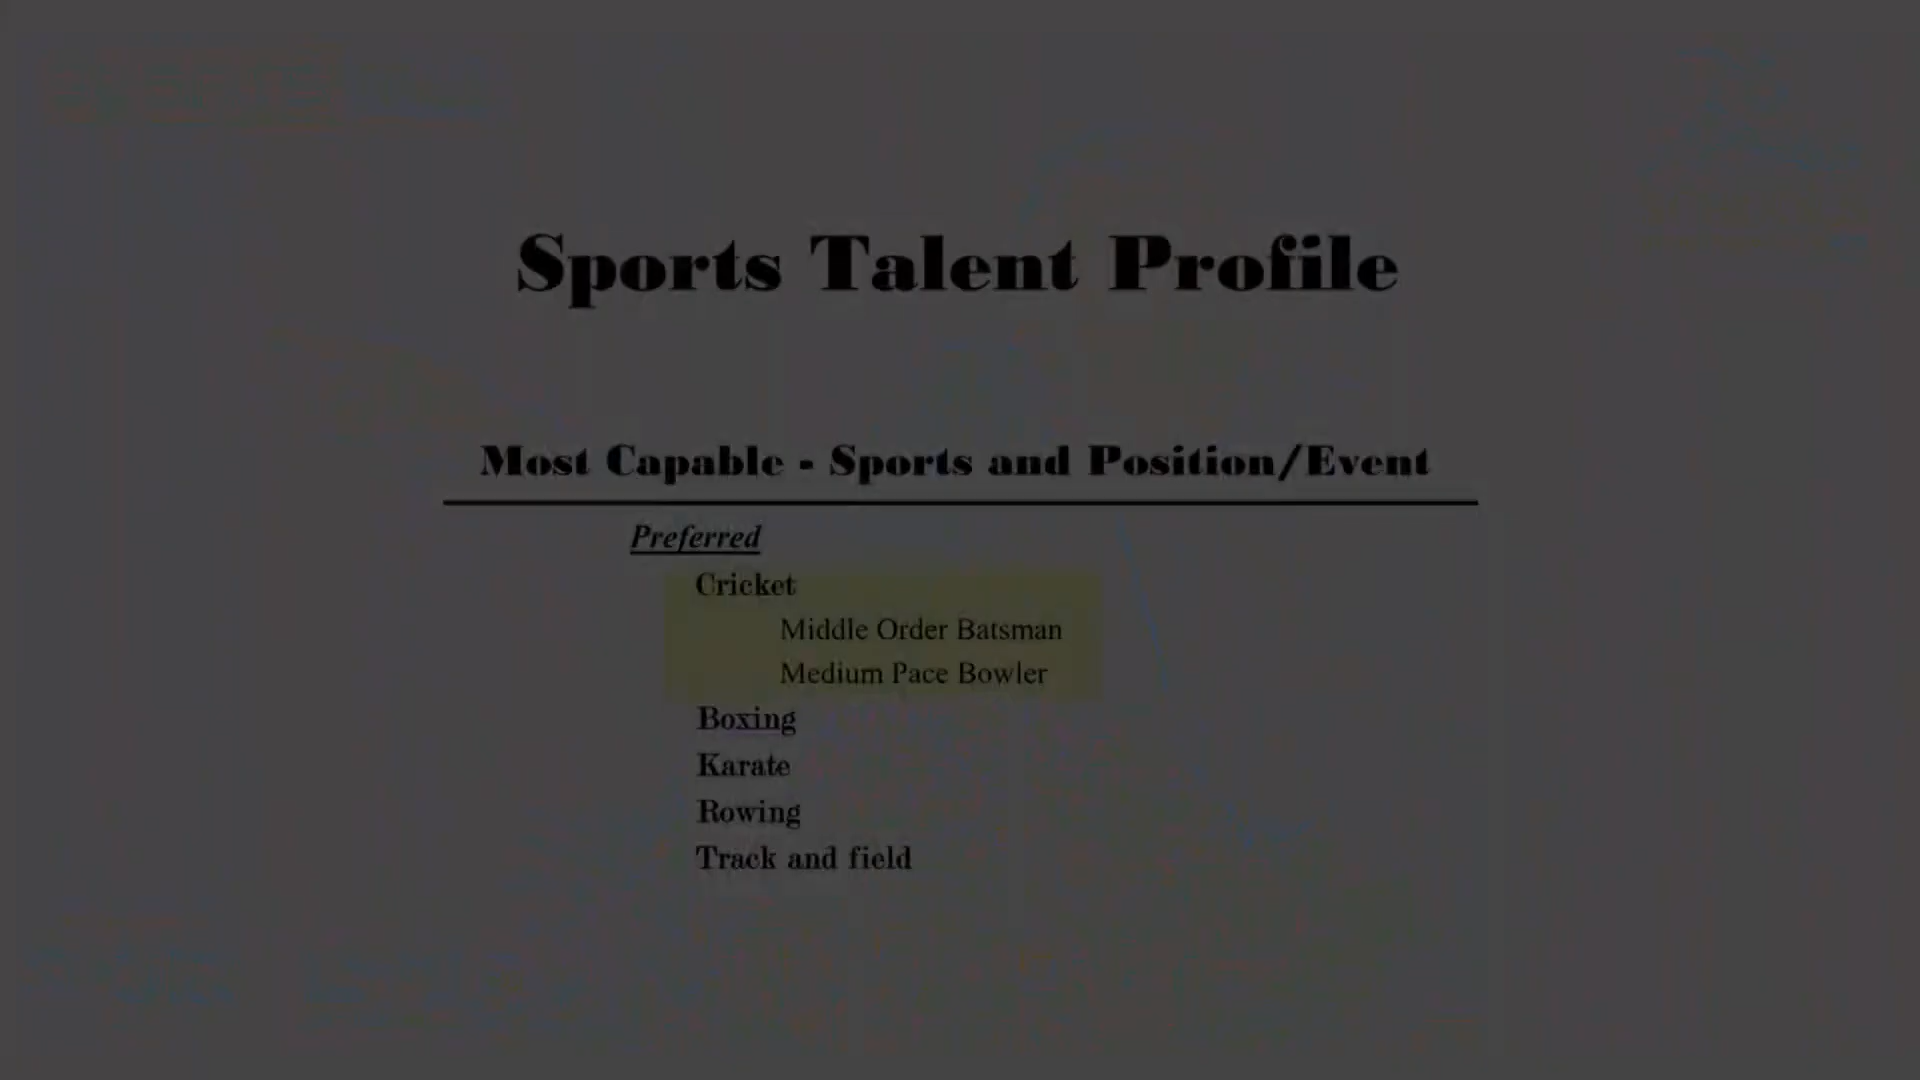 Sports Talent Profile
Most Capable - Sports and Position/Event
Preferred
Cricket
Middle Order Batsman
Medium Pace Bowler
Boxing
Karate
Rowing
Track and field